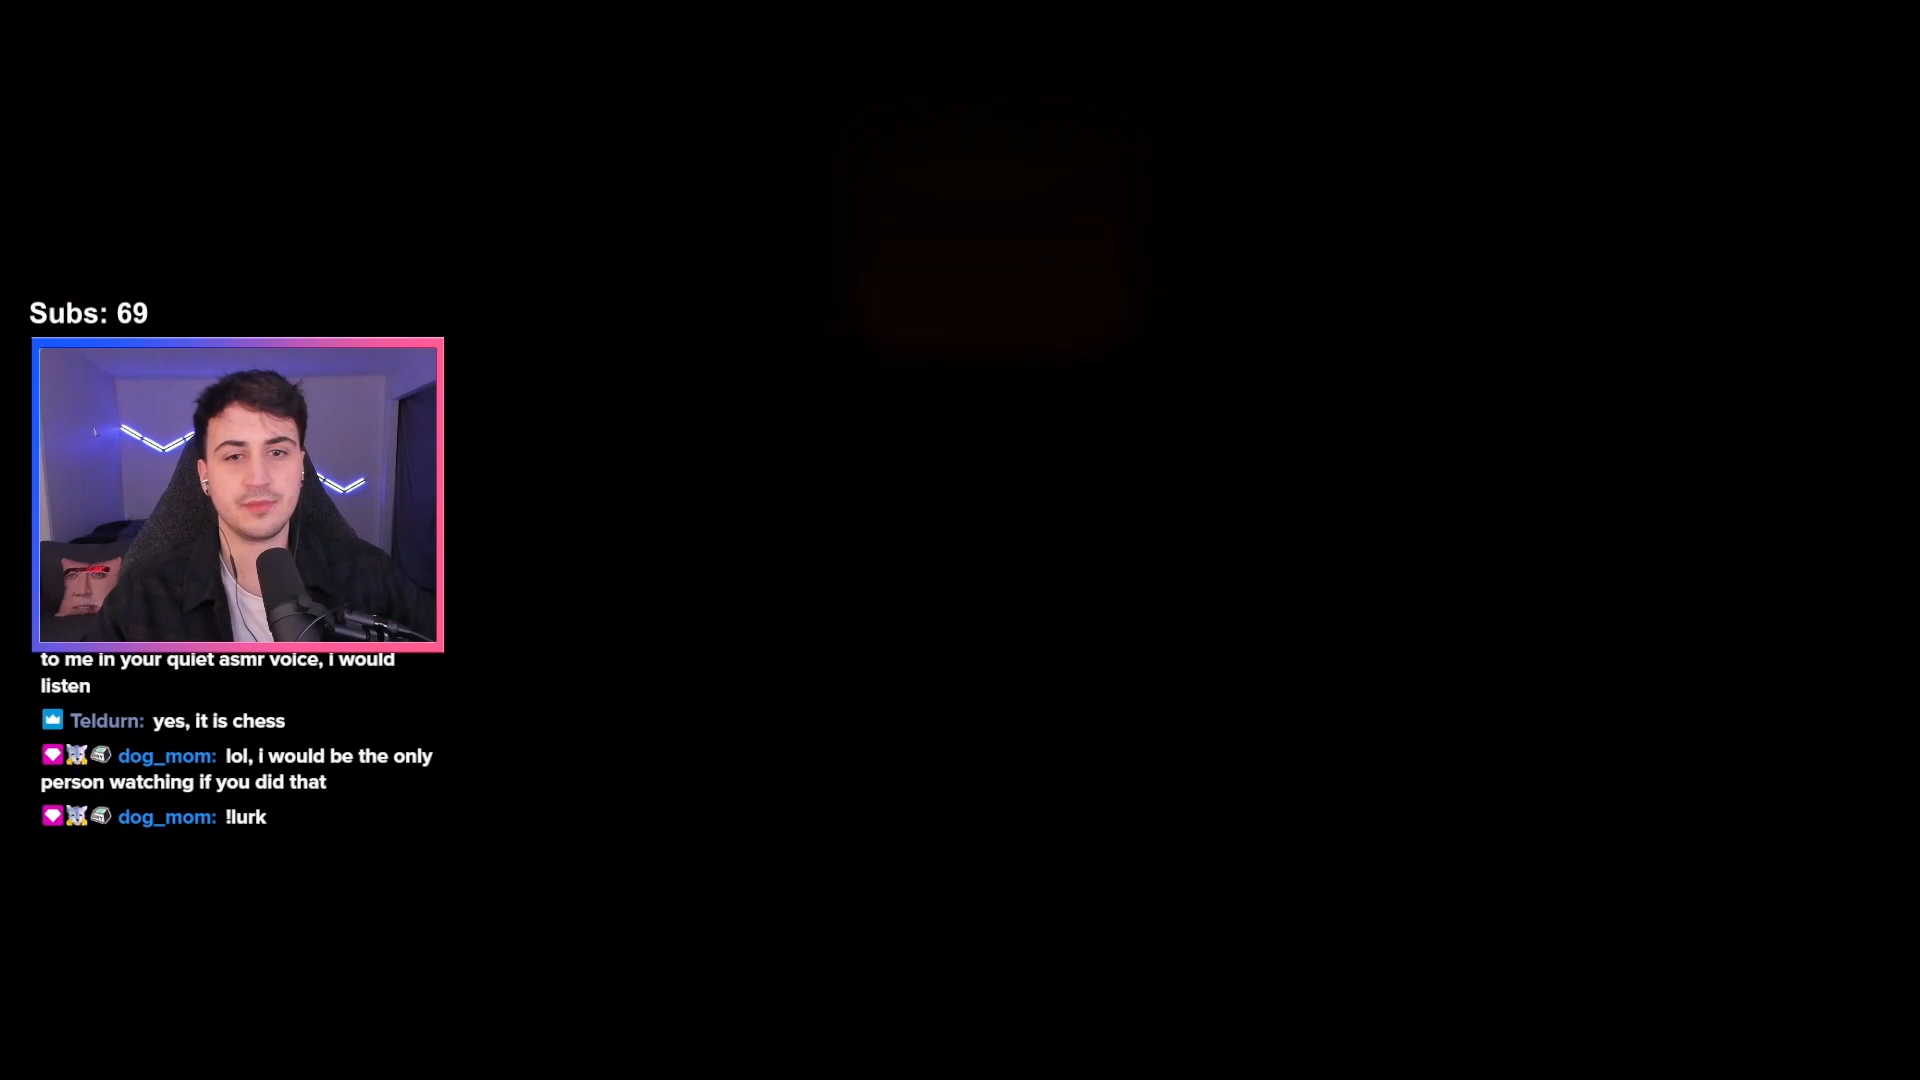 Subs: 69
to me in your quiet asmr voice, i would
listen
Teldurn: yes, it is chess
dog_mom: lol, i would be the only
person watching if you did that
dog_mom: !lurk